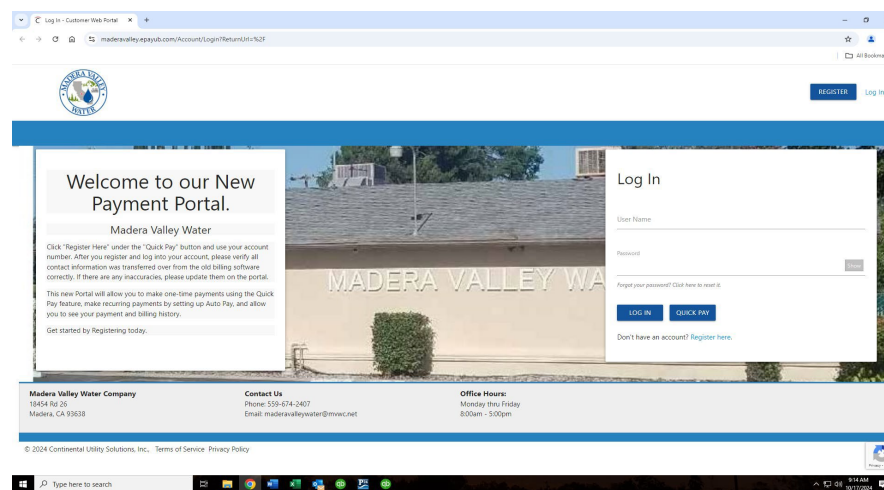 Log In - Customer Web Portal
maderavalley.epayub.com/Account/Login?ReturnUrl=%2F
All Bookma
MADERA VALLEY
WATER
REGISTER Log In
Welcome to our New
Payment Portal.
Madera Valley Water
Click "Register Here" under the "Quick Pay" button and use your account
number. After you register and log into your account, please verify all
contact information was transferred over from the old billing software
correctly. If there are any inaccuracies, please update them on the portal.
This new Portal will allow you to make one-time payments using the Quick
Pay feature, make recurring payments by setting up Auto Pay, and allow
you to see your payment and billing history.
Get started by Registering today.
MADERA VALLEY WA
Log In
User Name
Password
Show
Forgot your password? Click here to reset it.
LOG IN QUICK PAY
Don't have an account? Register here.
Madera Valley Water Company
18454 Rd 26
Madera, CA 93638
Contact Us
Phone: 559-674-2407
Email: maderavalleywater@mvwc.net
Office Hours:
Monday thru Friday
8:00am - 5:00pm
© 2024 Continental Utility Solutions, Inc., Terms of Service Privacy Policy
Type here to search
9:14 AM
10/17/2024